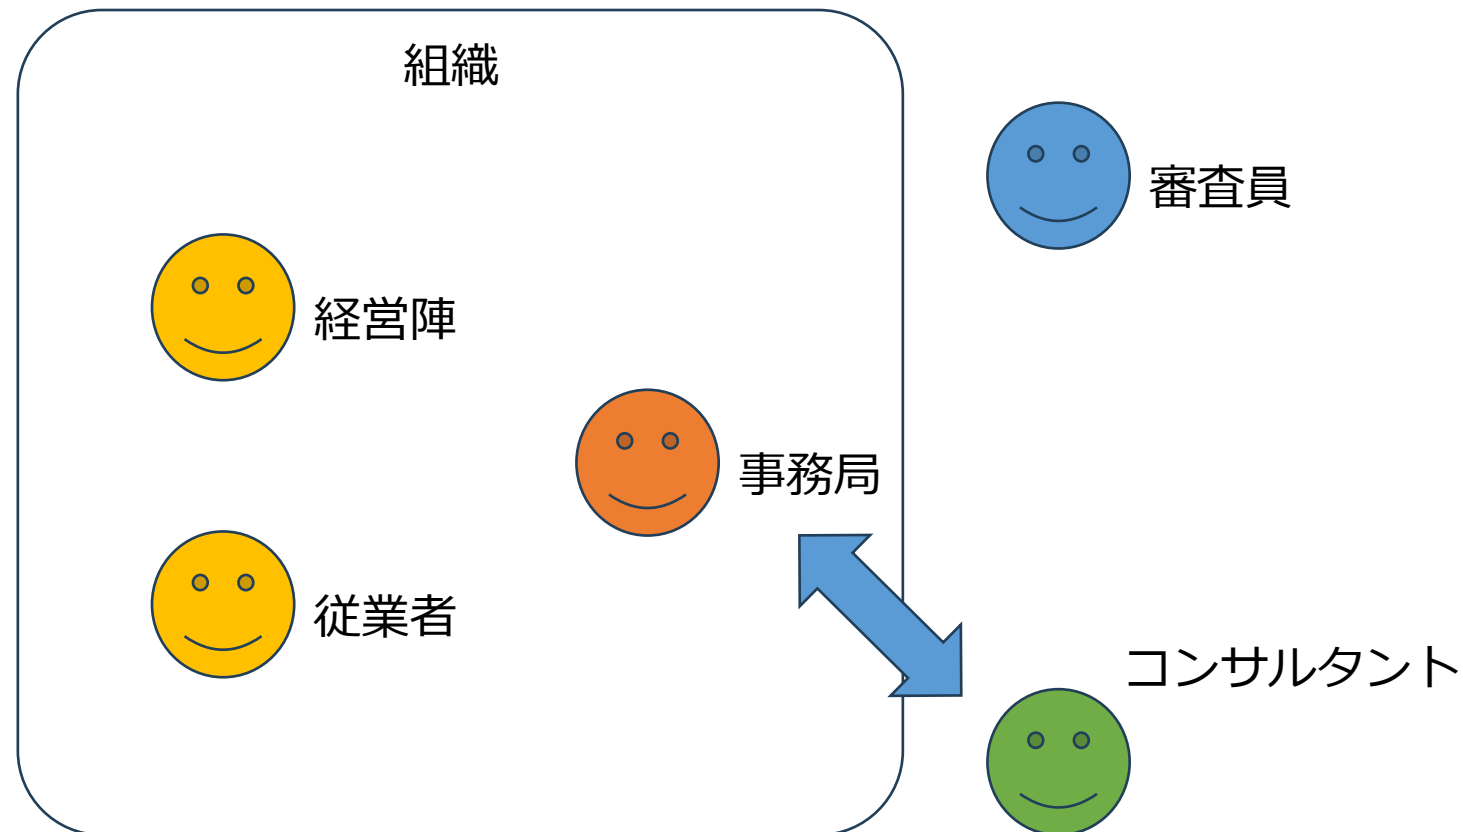 組織
審査員
経営陣
事務局
従業者
コンサルタント